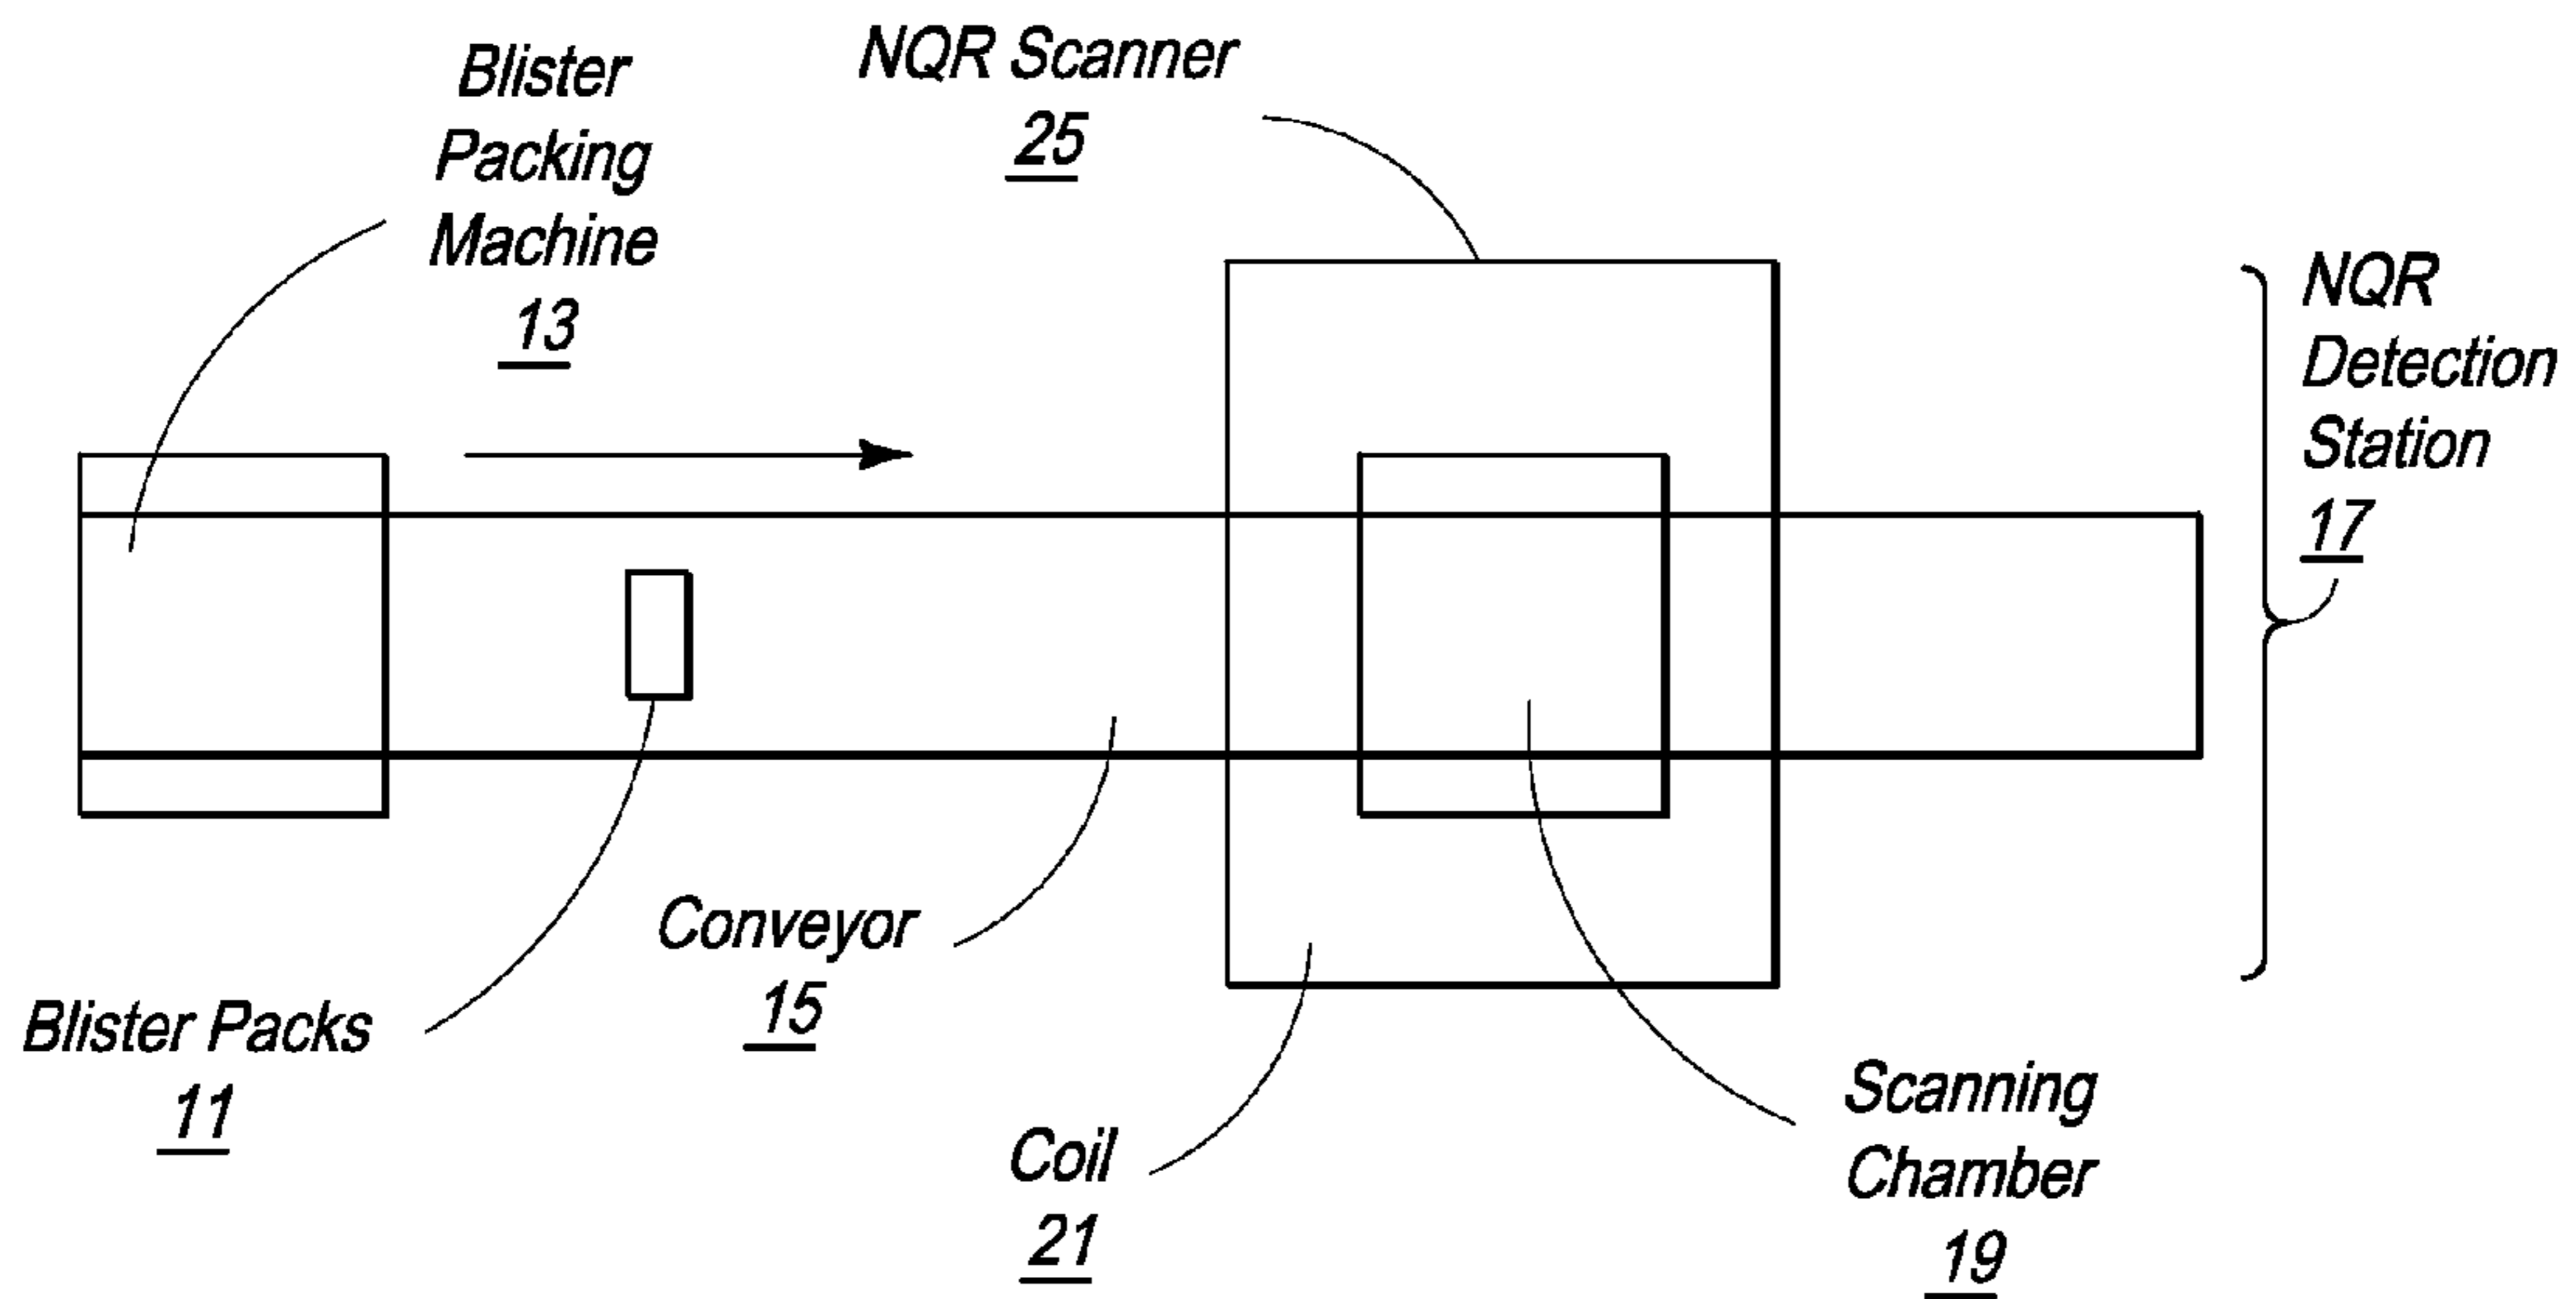 Blister
Packing
Machine
13
NQR Scanner
25
NQR
Detection
Station
17
Conveyor
15
Blister Packs
11
Coil
21
Scanning
Chamber
19